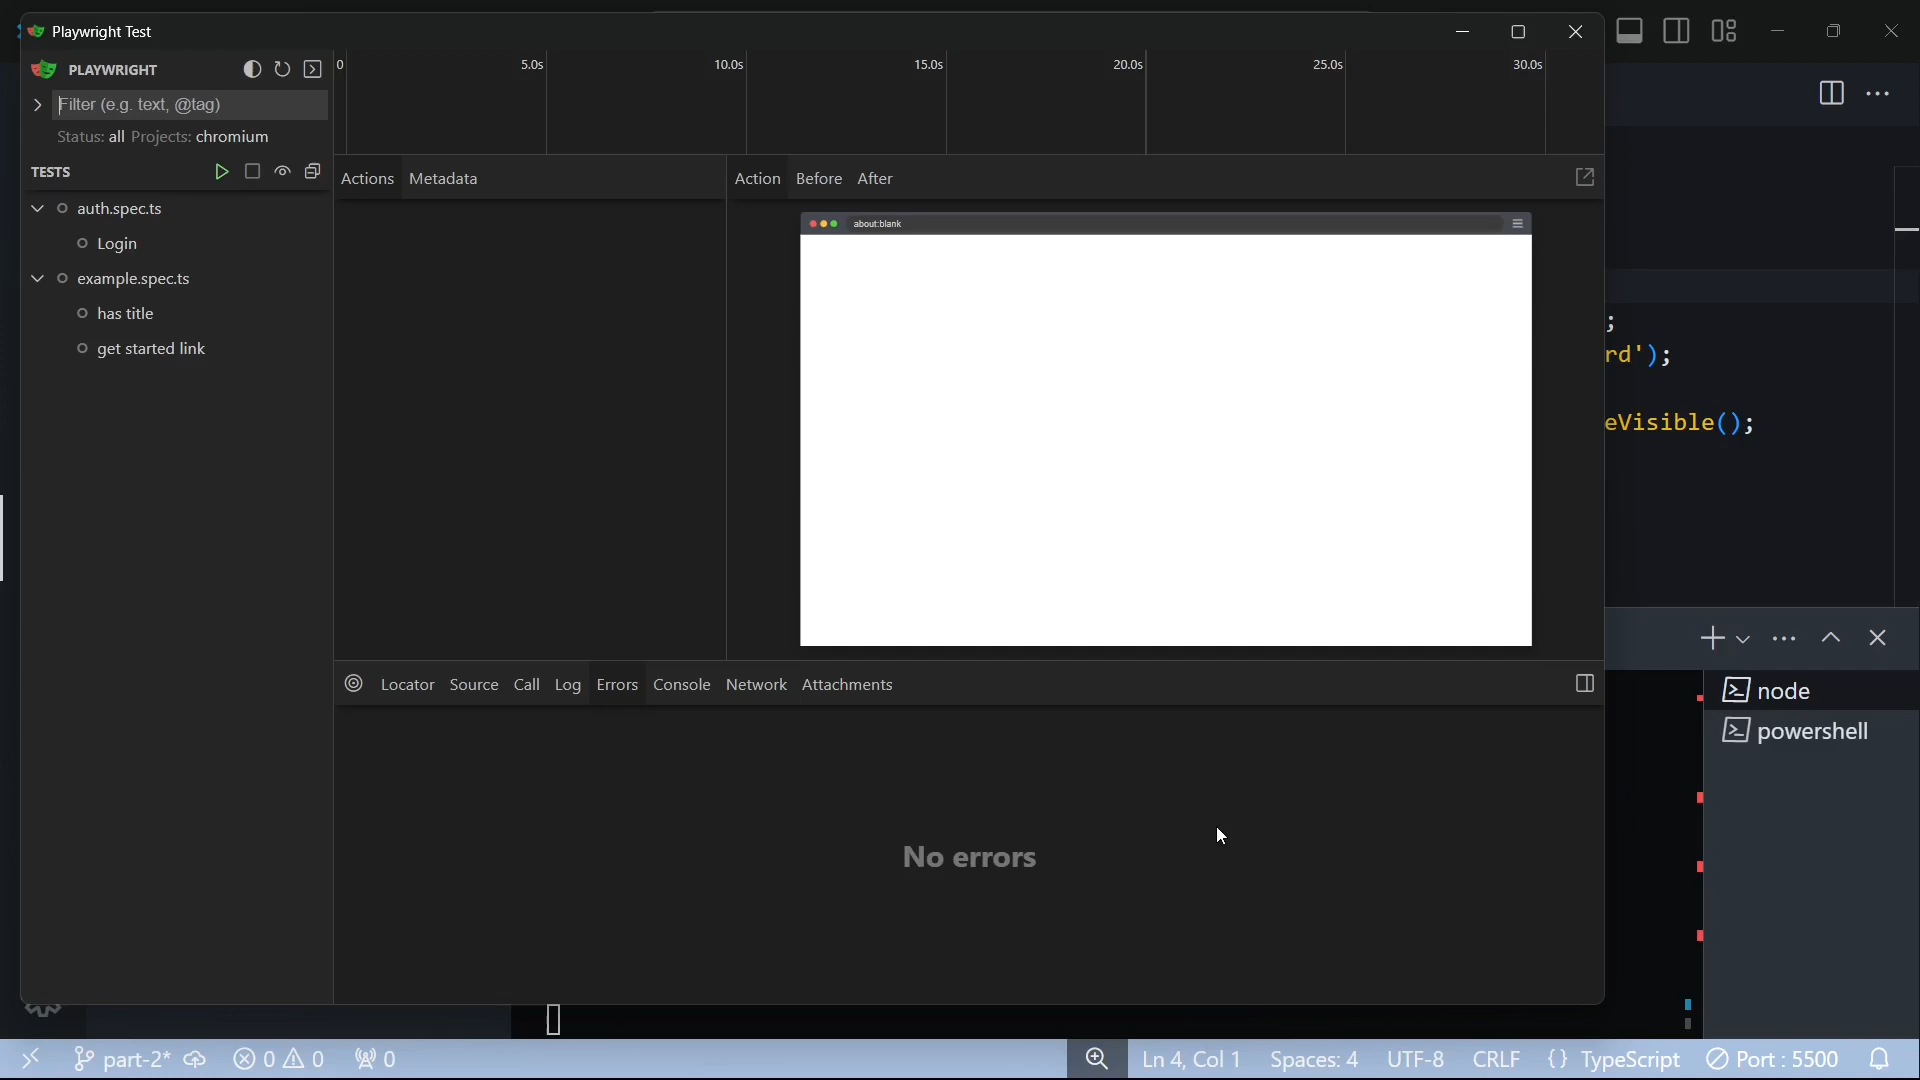 Playwright Test
PLAYWRIGHT
Filter (e.g. text, @tag)
Status: all Projects: chromium
TESTS
auth.spec.ts
Login
example.spec.ts
has title
get started link
0 5.0s 10.0s 15.0s 20.0s 25.0s 30.0s
Actions Metadata
Action Before After
about:blank
Locator Source Call Log Errors Console Network Attachments
No errors
;
rd');
eVisible();
node
powershell
part-2* 0 0 0 Ln 4, Col 1 Spaces: 4 UTF-8 CRLF {} TypeScript Port : 5500